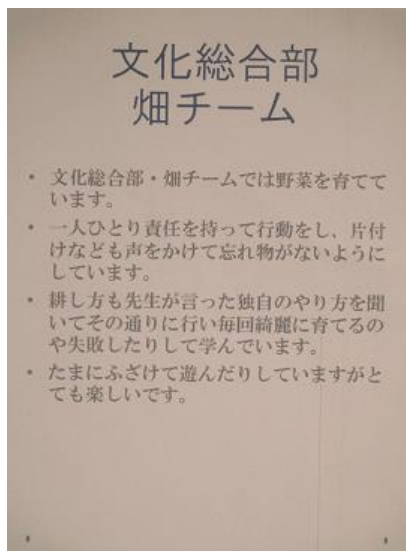 文化総合部
畑チーム
• 文化総合部・畑チームでは野菜を育てて
います。
• 一人ひとり責任を持って行動をし、片付
けなども声をかけて忘れ物がないように
しています。
• 耕し方も先生が言った独自のやり方を聞
いてその通りに行い毎回綺麗に育てるの
や失敗したりして学んでいます。
• たまにふざけて遊んだりしていますがと
ても楽しいです。